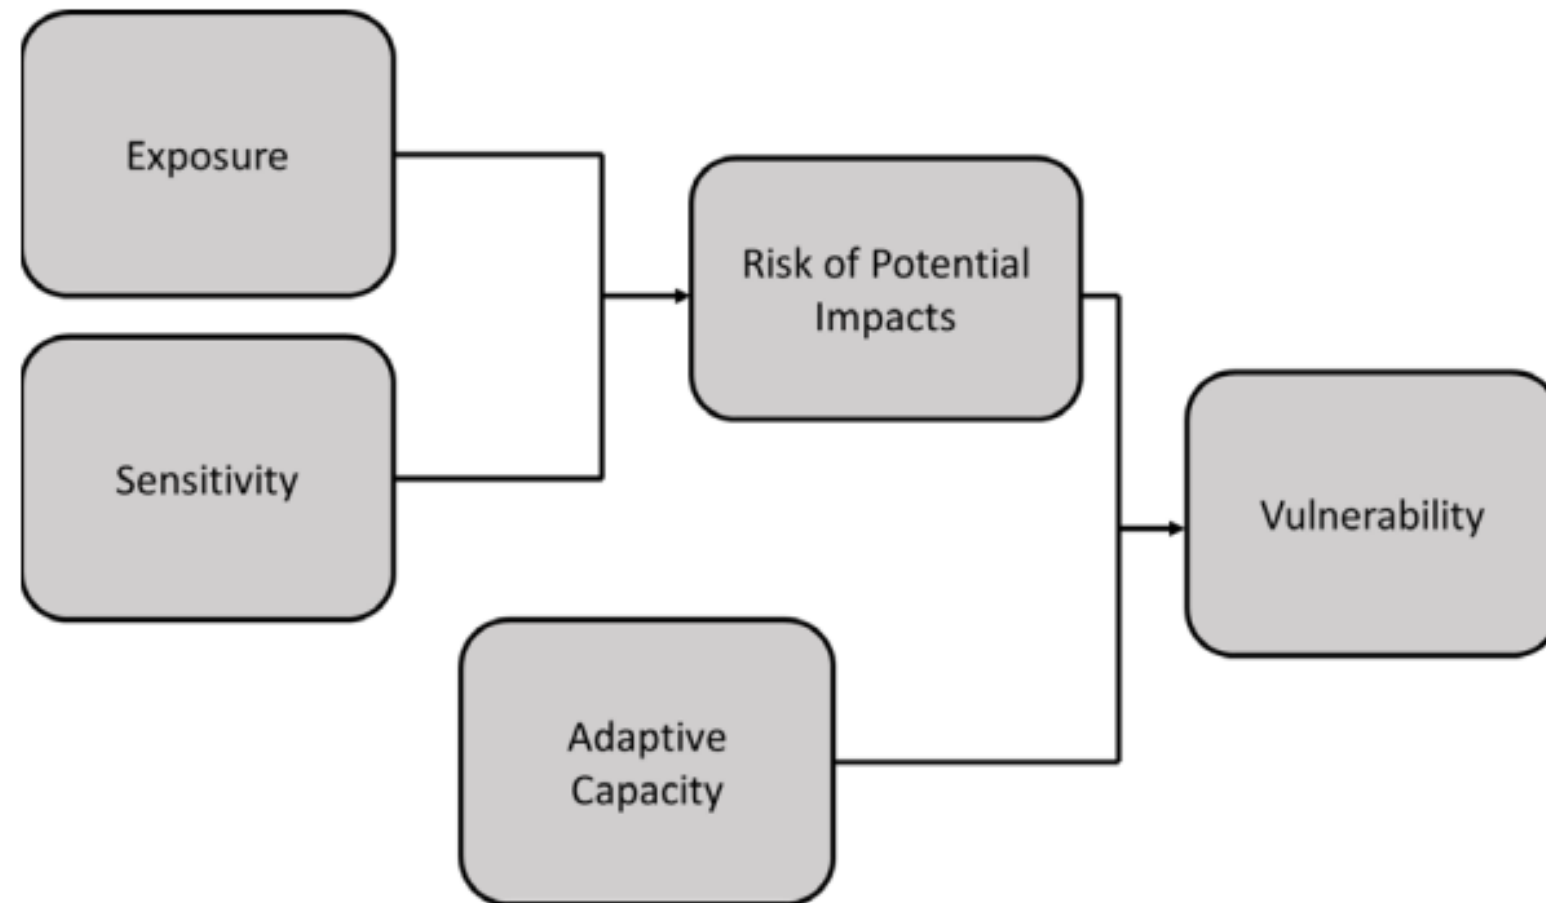 Exposure
Risk of Potential
Impacts
Sensitivity
Vulnerability
Adaptive
Capacity